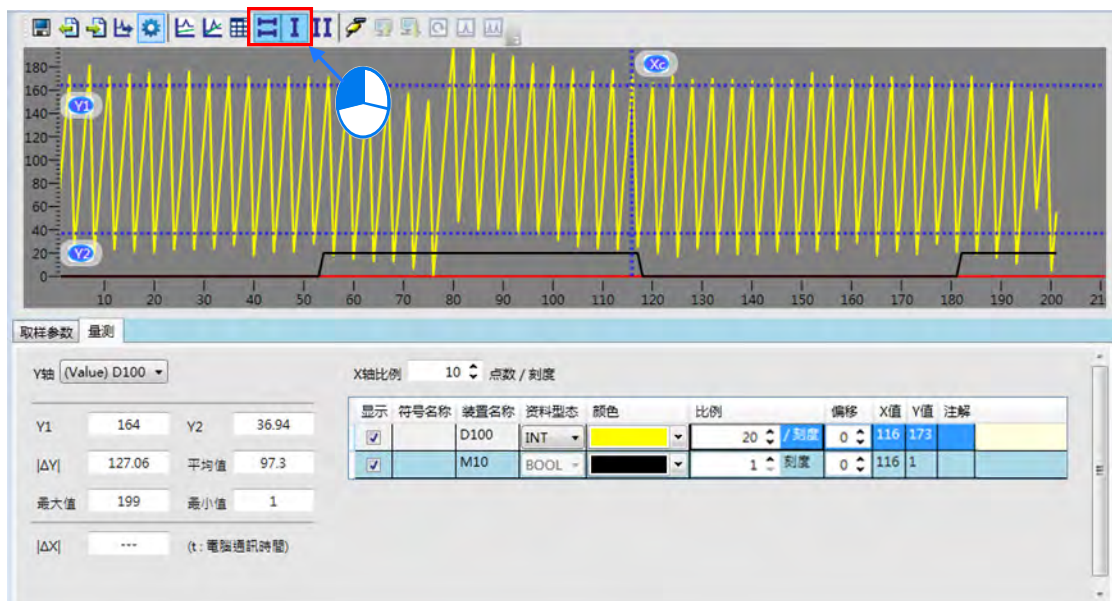 180
Xc
160
Y1
140
120
100
80
60
40
20
Y2
0
10 20 30 40 50 60 70 80 90 100 110 120 130 140 150 160 170 180 190 200 21
取样参数 量测
Y轴 (Value) D100
X轴比例 10 点数 / 刻度
Y1 164 Y2 36.94
|ΔY| 127.06 平均值 97.3
最大值 199 最小值 1
|ΔX| --- (t : 電腦通訊時間)
显示 符号名称 装置名称 资料型态 颜色 比例 偏移 X值 Y值 注解
D100 INT 20 / 刻度 0 116 173
M10 BOOL 1 刻度 0 116 1